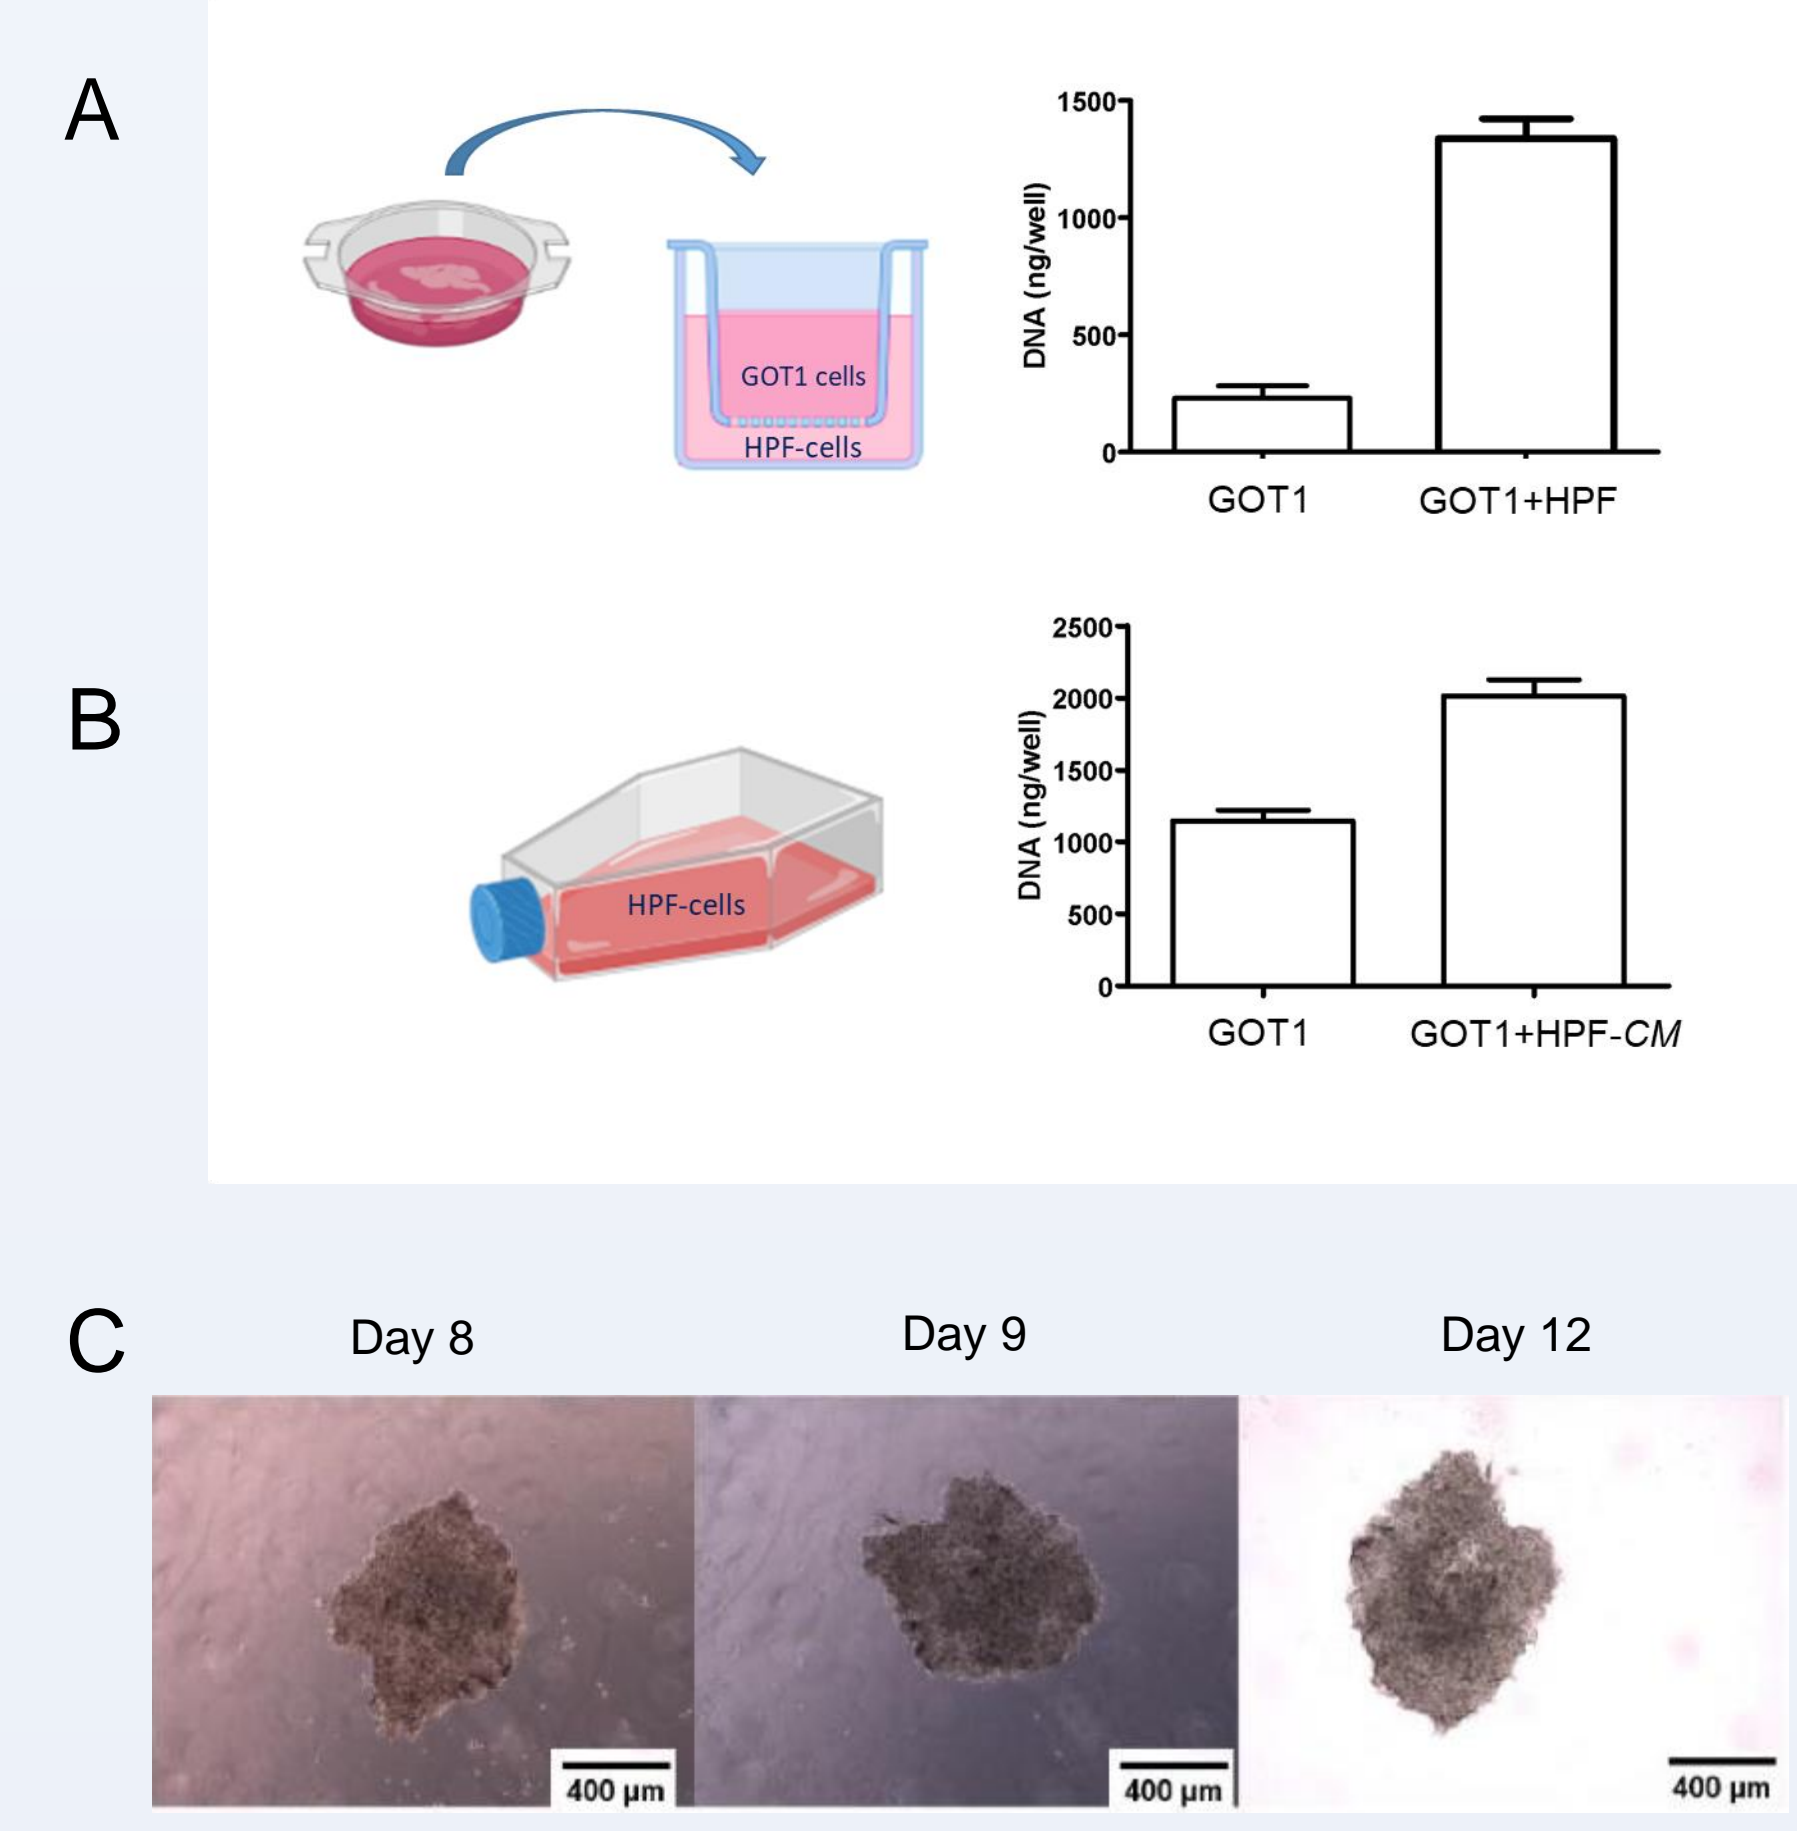 A
1500
1000
500
0
DNA (ng/well)
GOT1 cells
HPF-cells
GOT1
GOT1+HPF
B
2500
2000
1500
1000
500
0
DNA (ng/well)
HPF-cells
GOT1
GOT1+HPF-CM
C
Day 8
Day 9
Day 12
400 µm
400 µm
400 µm